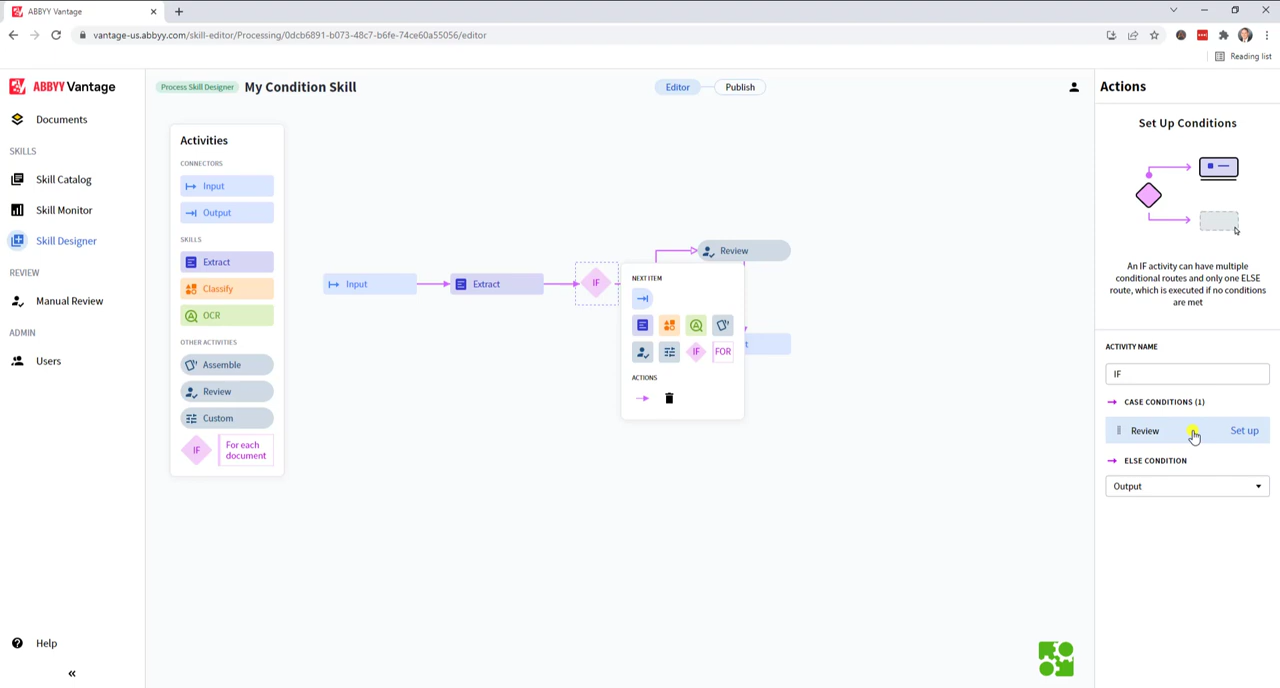 ABBYY Vantage
vantage-us.abbyy.com/skill-editor/Processing/0dcb6891-b073-48c7-b6fe-74ce60a55056/editor
Reading list
ABBYY Vantage
Process Skill Designer
My Condition Skill
Editor
Publish
Actions
Documents
SKILLS
Skill Catalog
Skill Monitor
Skill Designer
REVIEW
Manual Review
ADMIN
Users
Help
Activities
CONNECTORS
Input
Output
SKILLS
Extract
Classify
OCR
OTHER ACTIVITIES
Assemble
Review
Custom
IF
For each
document
Input
Extract
IF
Review
t
NEXT ITEM
IF
FOR
ACTIONS
Set Up Conditions
An IF activity can have multiple
conditional routes and only one ELSE
route, which is executed if no conditions
are met
ACTIVITY NAME
IF
CASE CONDITIONS (1)
Review
Set up
ELSE CONDITION
Output